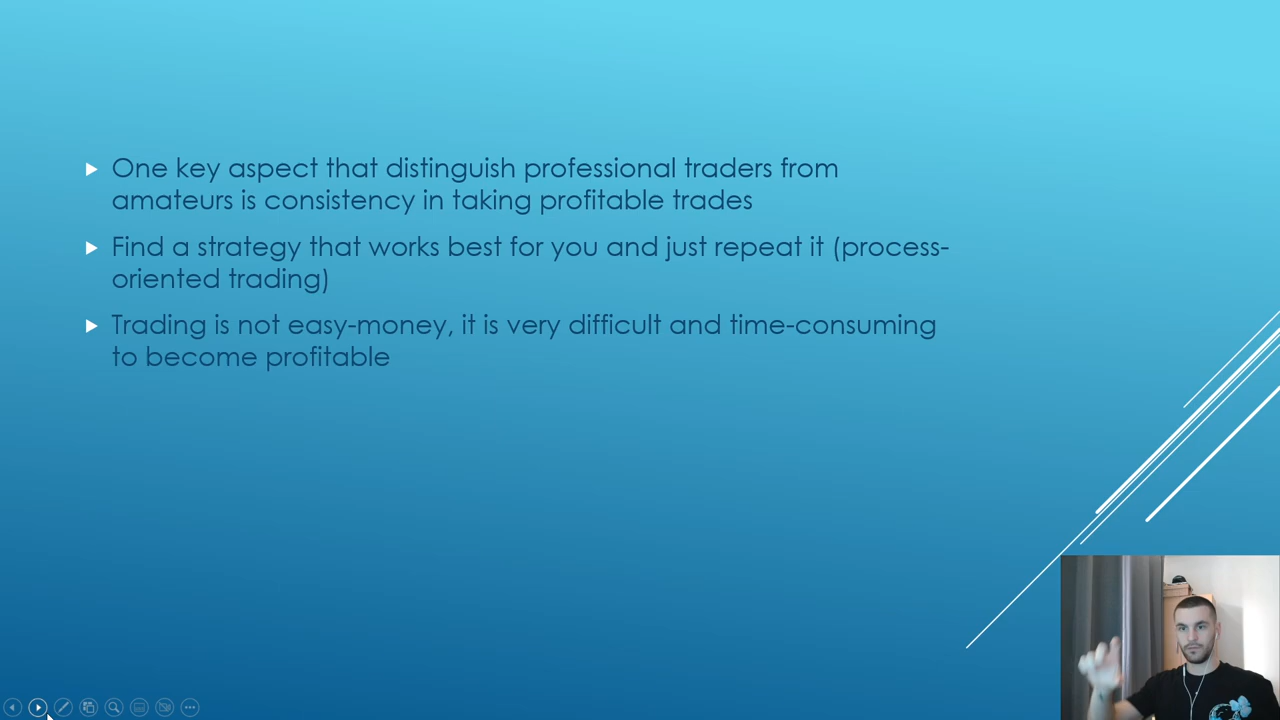 One key aspect that distinguish professional traders from
amateurs is consistency in taking profitable trades
Find a strategy that works best for you and just repeat it (process-
oriented trading)
Trading is not easy-money, it is very difficult and time-consuming
to become profitable